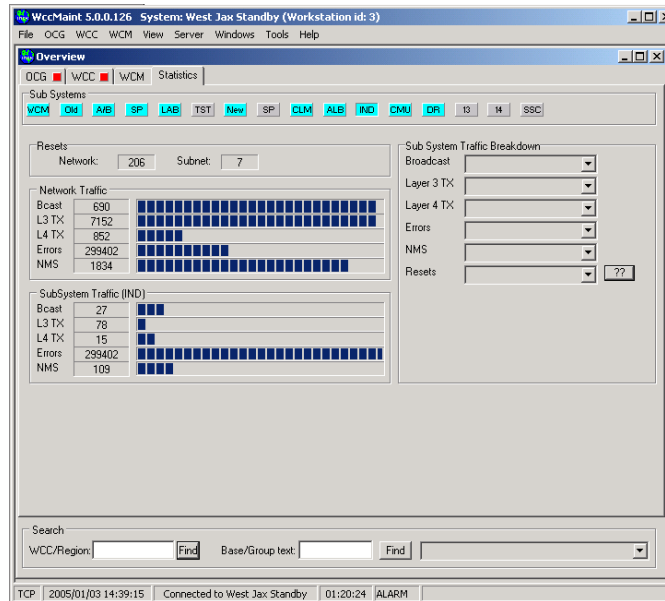 WccMaint 5.0.0.126 System: West Jax Standby (Workstation id: 3)
File OCG WCC WCM View Server Windows Tools Help
Overview
OCG WCC WCM Statistics
Sub Systems
WCM Old A/B SP LAB TST New SP CLM ALB IND CMU DR 13 14 SSC
Resets
Network: 206 Subnet: 7
Network Traffic
Bcast 690
L3 TX 7152
L4 TX 852
Errors 299402
NMS 1834
SubSystem Traffic (IND)
Bcast 27
L3 TX 78
L4 TX 15
Errors 299402
NMS 109
Sub System Traffic Breakdown
Broadcast
Layer 3 TX
Layer 4 TX
Errors
NMS
Resets ??
Search
WCC/Region: Find Base/Group text: Find
TCP 2005/01/03 14:39:15 Connected to West Jax Standby 01:20:24 ALARM